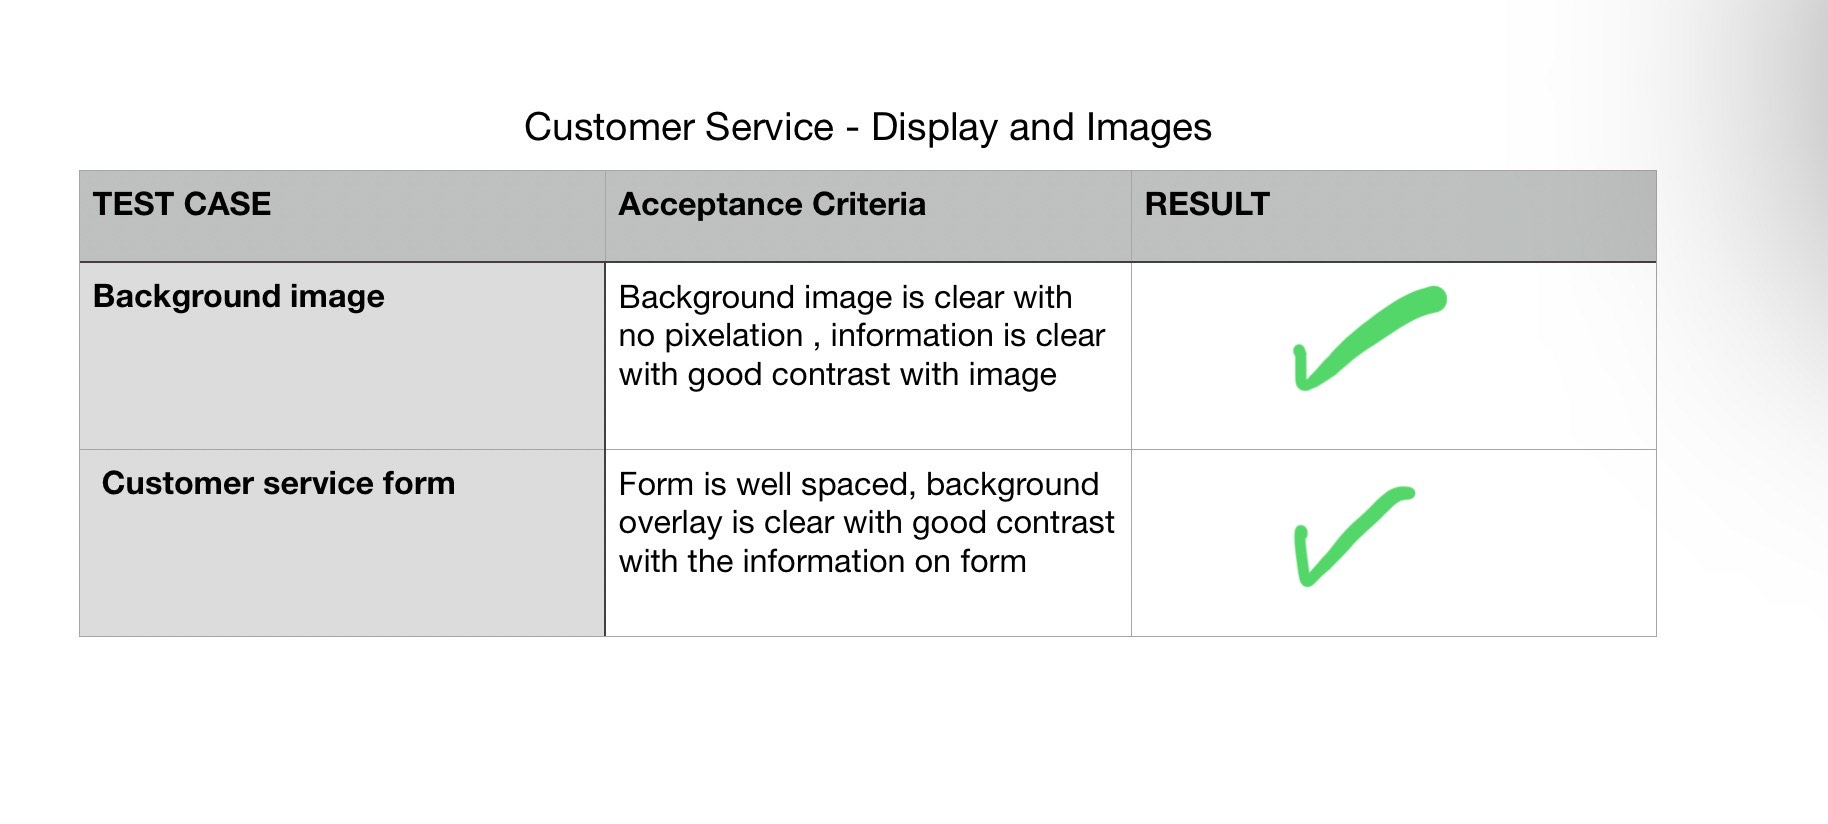 Customer Service - Display and Images
TEST CASE
Acceptance Criteria
RESULT
Background image
Background image is clear with
no pixelation , information is clear
with good contrast with image
Customer service form
Form is well spaced, background
overlay is clear with good contrast
with the information on form